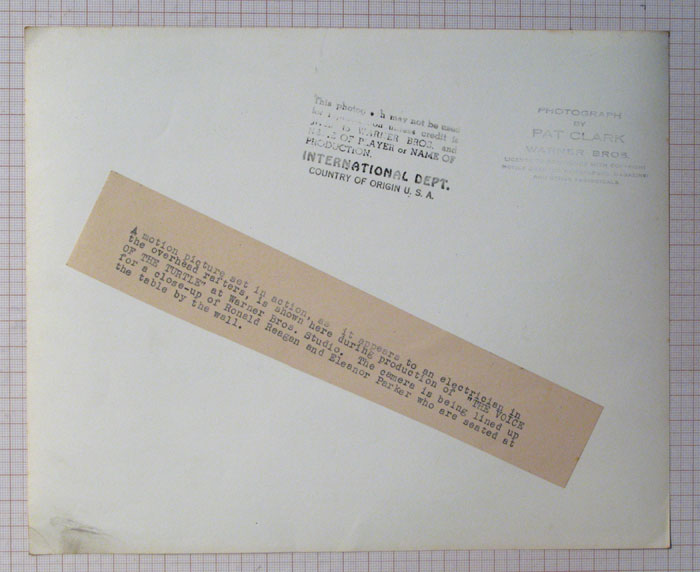 This photog h may not be used
credit is
WARNER BROS. and
NAME OF PLAYER or NAME OF
PRODUCTION.
INTERNATIONAL DEPT.
COUNTRY OF ORIGIN U. S. A.
PHOTOGRAPH
BY
PAT CLARK
WARNER BROS.
A motion picture set in action, as it appears to an electrician in
the overhead rafters, is shown here during production of "THE VOICE
OF THE TURTLE" at Warner Bros. Studio. The camera is being lined up
for a close-up of Ronald Reagan and Eleanor Parker who are seated at
the table by the wall.